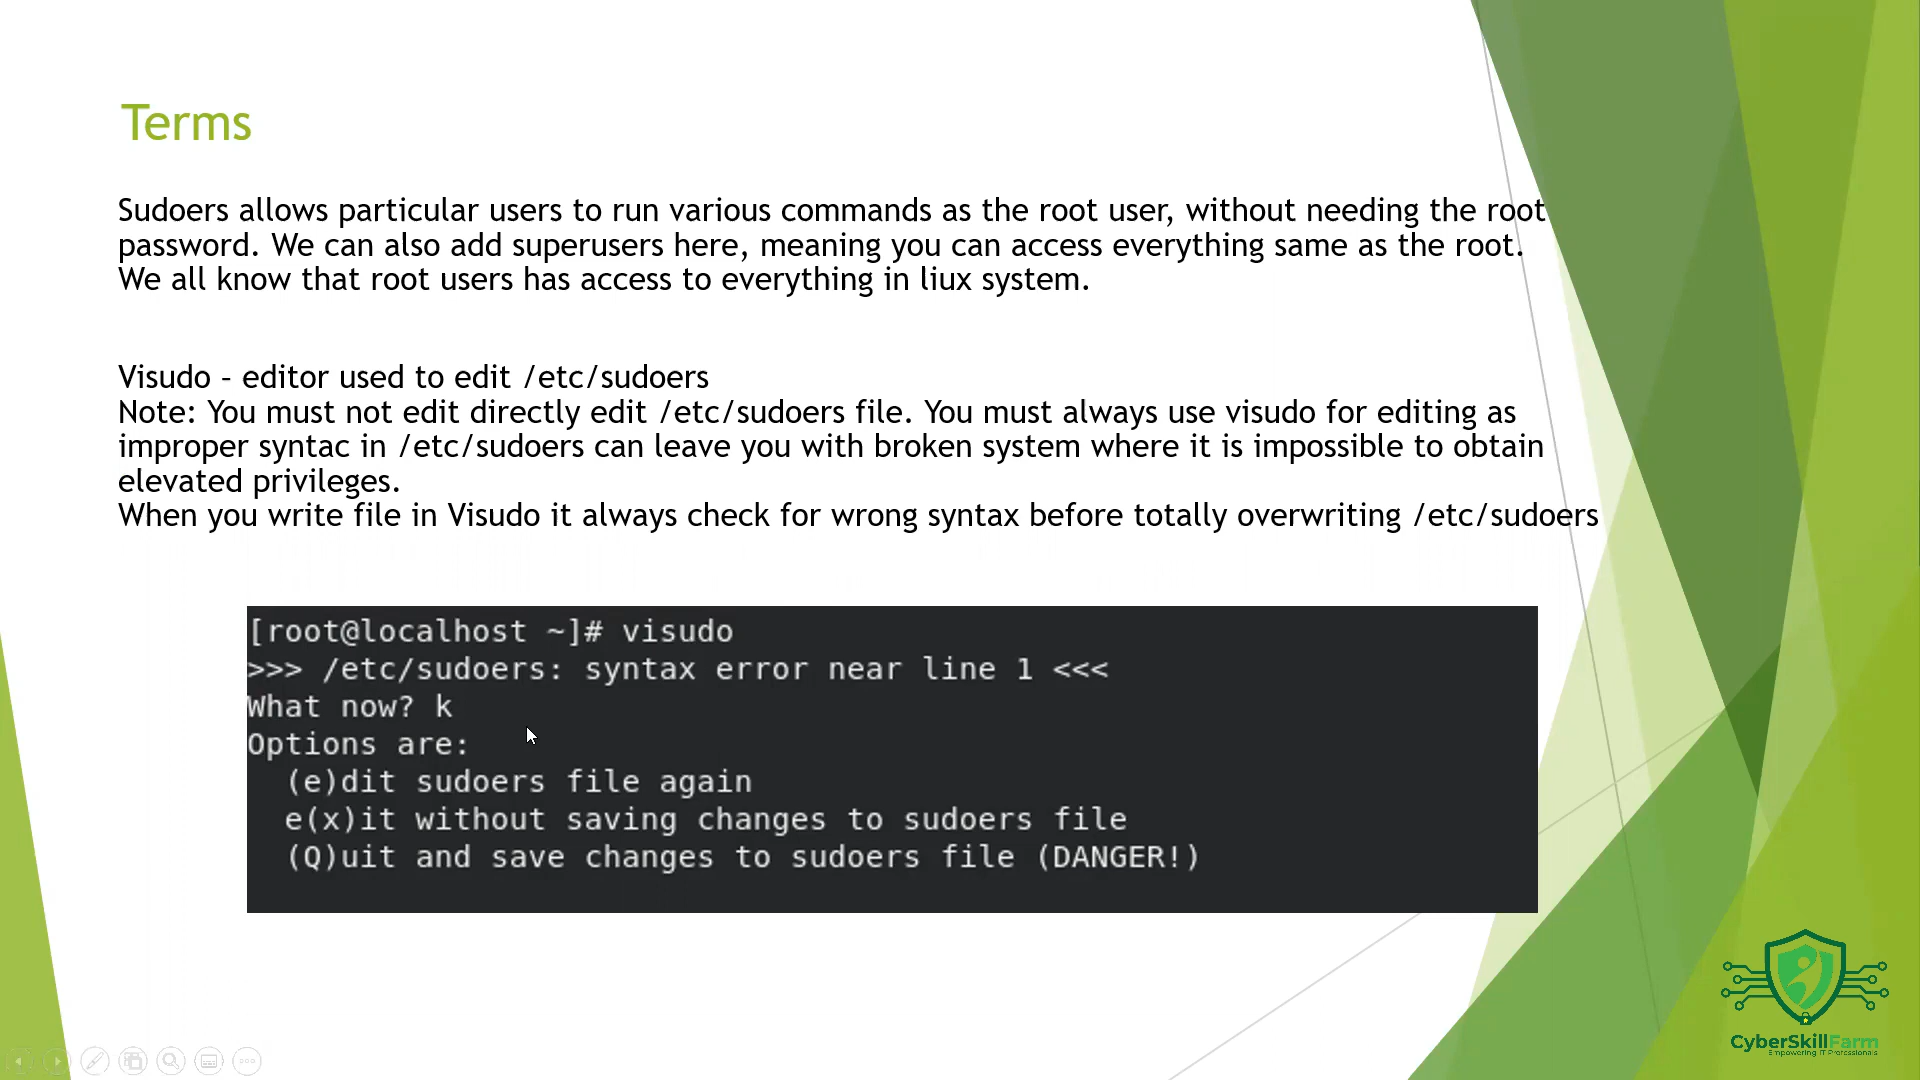 Terms
Sudoers allows particular users to run various commands as the root user, without needing the root
password. We can also add superusers here, meaning you can access everything same as the root.
We all know that root users has access to everything in liux system.
Visudo – editor used to edit /etc/sudoers
Note: You must not edit directly edit /etc/sudoers file. You must always use visudo for editing as
improper syntac in /etc/sudoers can leave you with broken system where it is impossible to obtain
elevated privileges.
When you write file in Visudo it always check for wrong syntax before totally overwriting /etc/sudoers
[root@localhost ~]# visudo
>>> /etc/sudoers: syntax error near line 1 <<<
What now? k
Options are:
  (e)dit sudoers file again
  e(x)it without saving changes to sudoers file
  (Q)uit and save changes to sudoers file (DANGER!)
CyberSkillFarm
Empowering IT Professionals